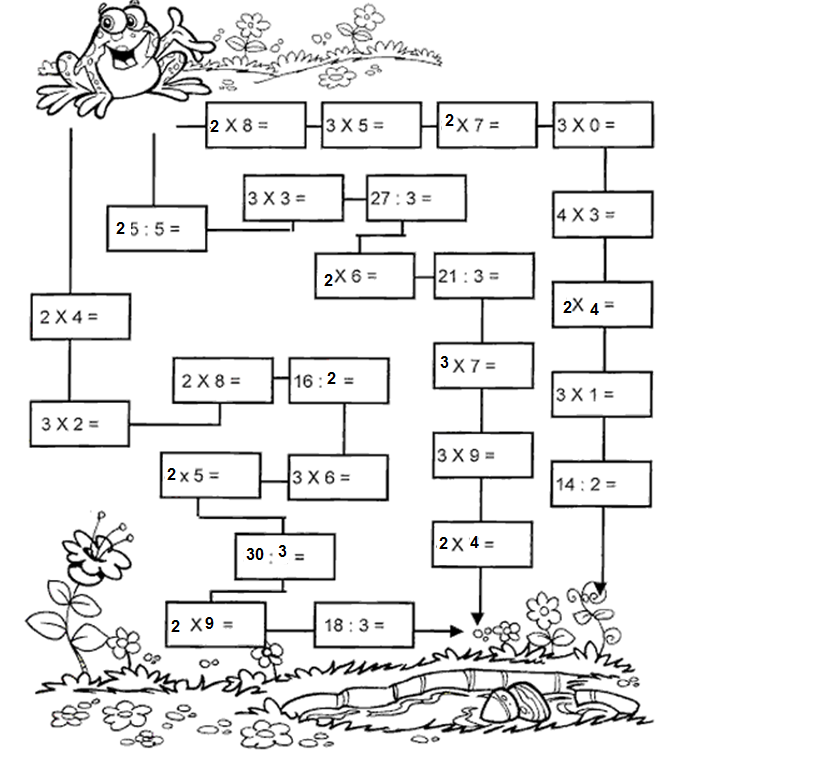 2 X 8 =
3 X 5 =
2 X 7 =
3 X 0 =
3 X 3 =
27 : 3 =
4 X 3 =
2 5 : 5 =
2 X 6 =
21 : 3 =
2 X 4 =
2 X 4 =
3 X 7 =
2 X 8 =
16 : 2 =
3 X 1 =
3 X 2 =
3 X 9 =
2 x 5 =
3 X 6 =
14 : 2 =
2 X 4 =
30 : 3 =
2 X 9 =
18 : 3 =